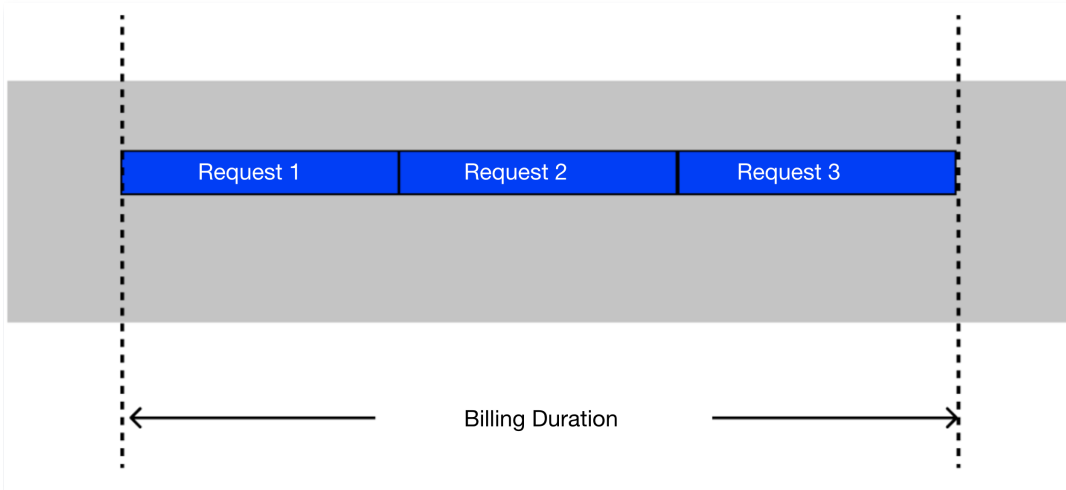 Request 1
Request 2
Request 3
Billing Duration